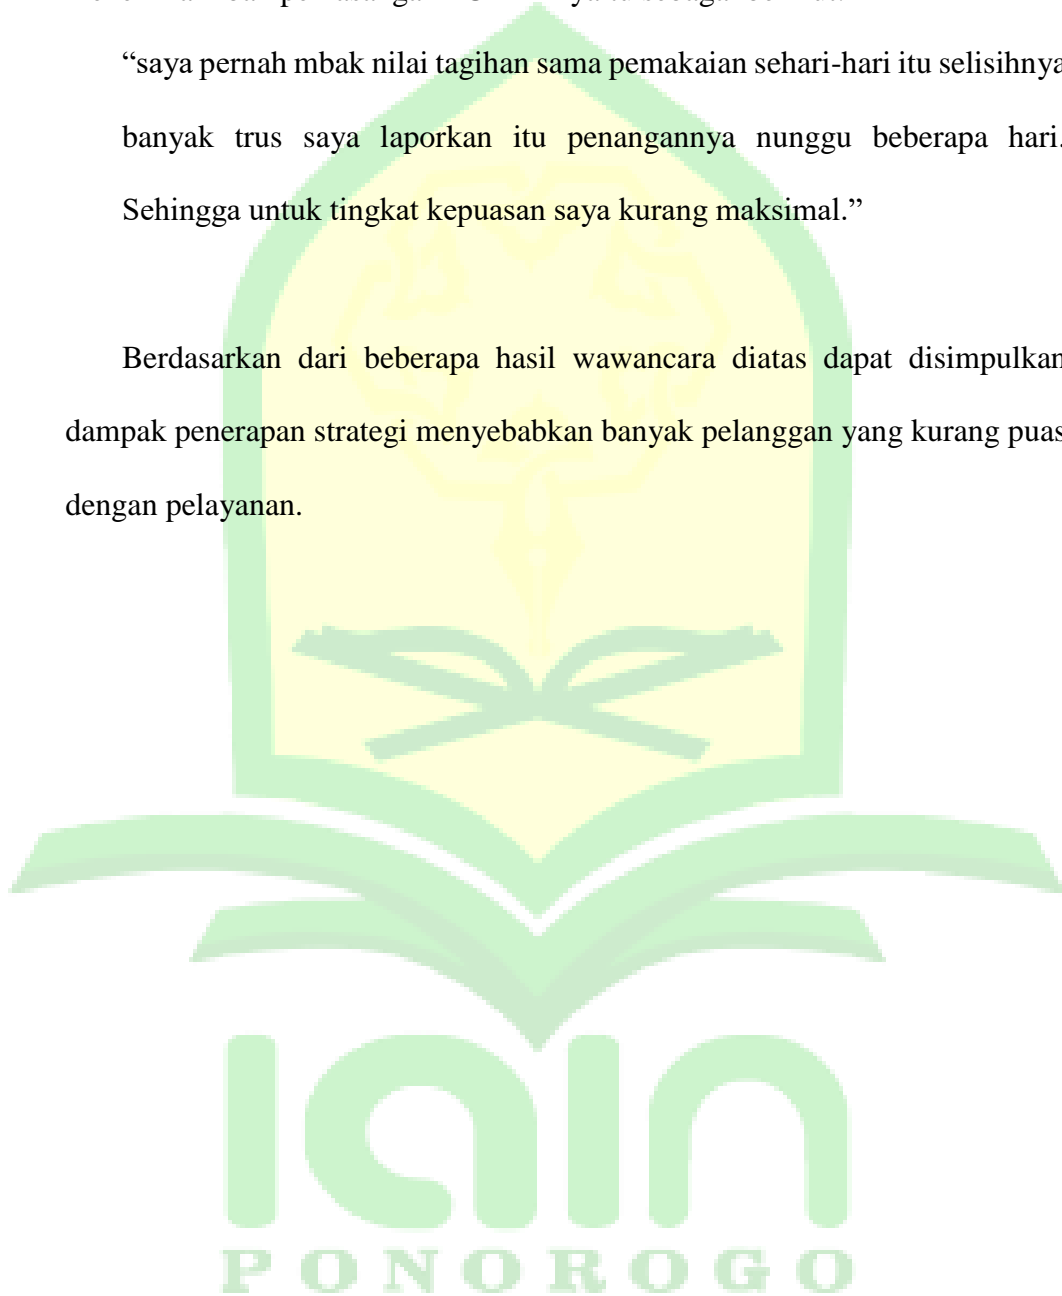 “saya pernah mbak nilai tagihan sama pemakaian sehari-hari itu selisihnya
banyak trus saya laporkan itu penangannya nunggu beberapa hari.
Sehingga untuk tingkat kepuasan saya kurang maksimal.”
Berdasarkan dari beberapa hasil wawancara diatas dapat disimpulkan
dampak penerapan strategi menyebabkan banyak pelanggan yang kurang puas
dengan pelayanan.
iain
PONOROGO